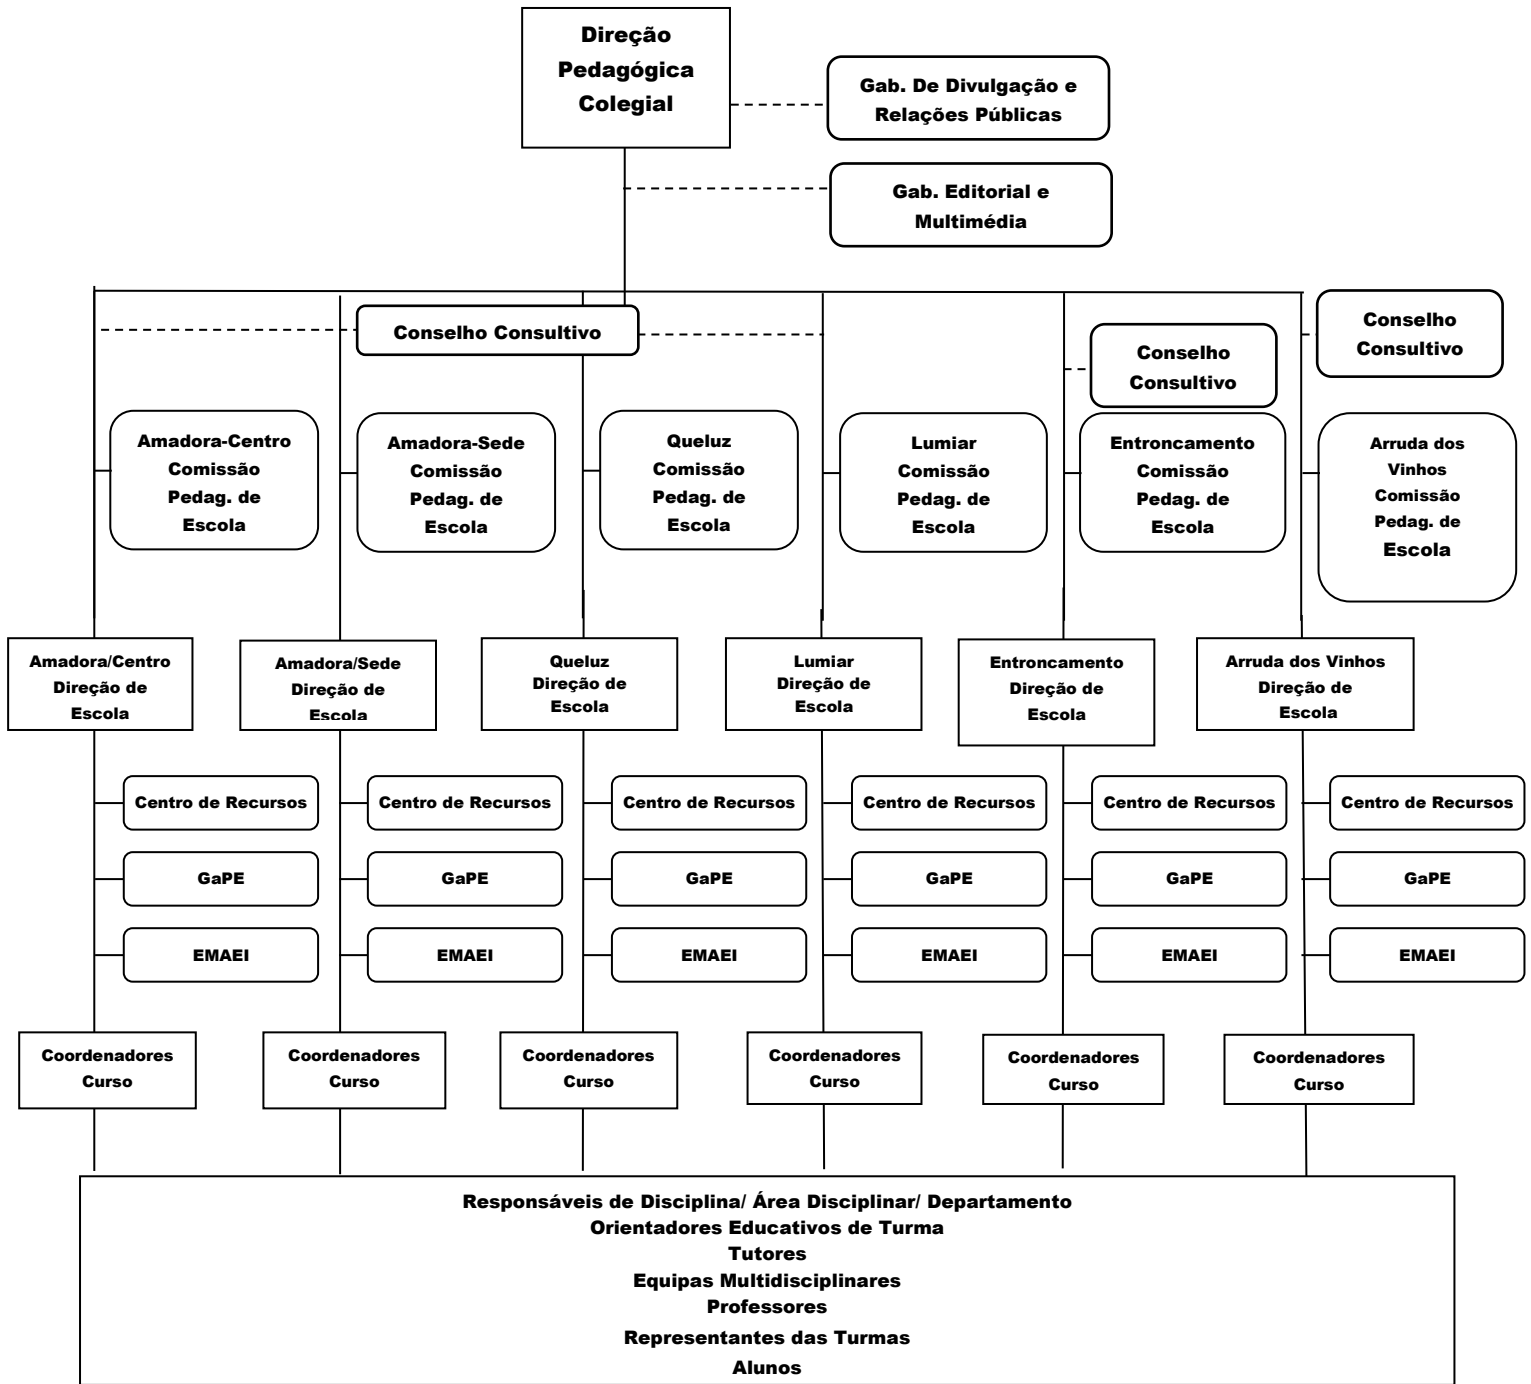 Direção
Pedagógica
Colegial
Gab. De Divulgação e
Relações Públicas
Gab. Editorial e
Multimédia
Conselho Consultivo
Conselho
Consultivo
Conselho
Consultivo
Amadora-Centro
Comissão
Pedag. de
Escola
Amadora-Sede
Comissão
Pedag. de
Escola
Queluz
Comissão
Pedag. de
Escola
Lumiar
Comissão
Pedag. de
Escola
Entroncamento
Comissão
Pedag. de
Escola
Arruda dos
Vinhos
Comissão
Pedag. de
Escola
Amadora/Centro
Direção de
Escola
Amadora/Sede
Direção de
Escola
Queluz
Direção de
Escola
Lumiar
Direção de
Escola
Entroncamento
Direção de
Escola
Arruda dos Vinhos
Direção de
Escola
Centro de Recursos
Centro de Recursos
Centro de Recursos
Centro de Recursos
Centro de Recursos
Centro de Recursos
GaPE
GaPE
GaPE
GaPE
GaPE
GaPE
EMAEI
EMAEI
EMAEI
EMAEI
EMAEI
EMAEI
Coordenadores
Curso
Coordenadores
Curso
Coordenadores
Curso
Coordenadores
Curso
Coordenadores
Curso
Coordenadores
Curso
Responsáveis de Disciplina/ Área Disciplinar/ Departamento
Orientadores Educativos de Turma
Tutores
Equipas Multidisciplinares
Professores
Representantes das Turmas
Alunos